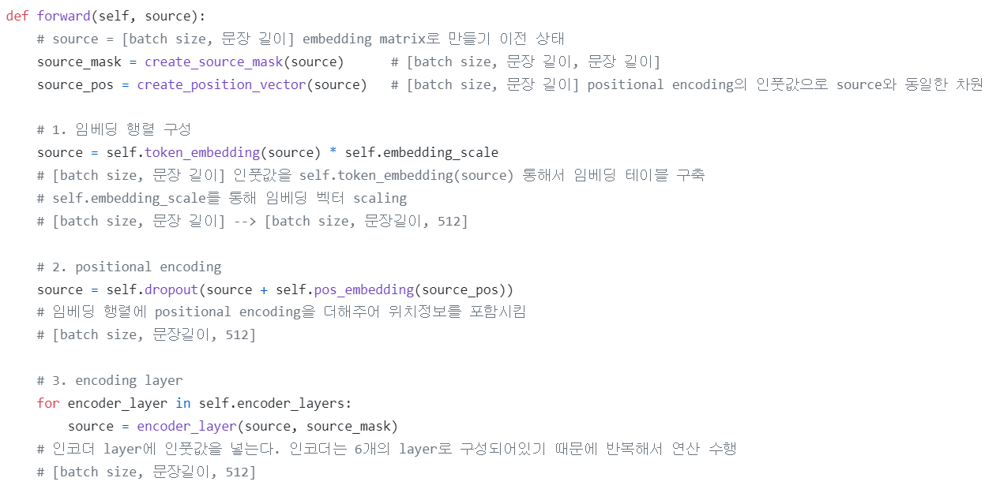 def forward(self, source):
    # source = [batch size, 문장 길이] embedding matrix로 만들기 이전 상태
    source_mask = create_source_mask(source)      # [batch size, 문장 길이, 문장 길이]
    source_pos = create_position_vector(source)   # [batch size, 문장 길이] positional encoding의 인풋값으로 source와 동일한 차원
    # 1. 임베딩 행렬 구성
    source = self.token_embedding(source) * self.embedding_scale
    # [batch size, 문장 길이] 인풋값을 self.token_embedding(source) 통해서 임베딩 테이블 구축
    # self.embedding_scale를 통해 임베딩 벡터 scaling
    # [batch size, 문장 길이] --> [batch size, 문장길이, 512]
    # 2. positional encoding
    source = self.dropout(source + self.pos_embedding(source_pos))
    # 임베딩 행렬에 positional encoding을 더해주어 위치정보를 포함시킴
    # [batch size, 문장길이, 512]
    # 3. encoding layer
    for encoder_layer in self.encoder_layers:
        source = encoder_layer(source, source_mask)
    # 인코더 layer에 인풋값을 넣는다. 인코더는 6개의 layer로 구성되어있기 때문에 반복해서 연산 수행
    # [batch size, 문장길이, 512]